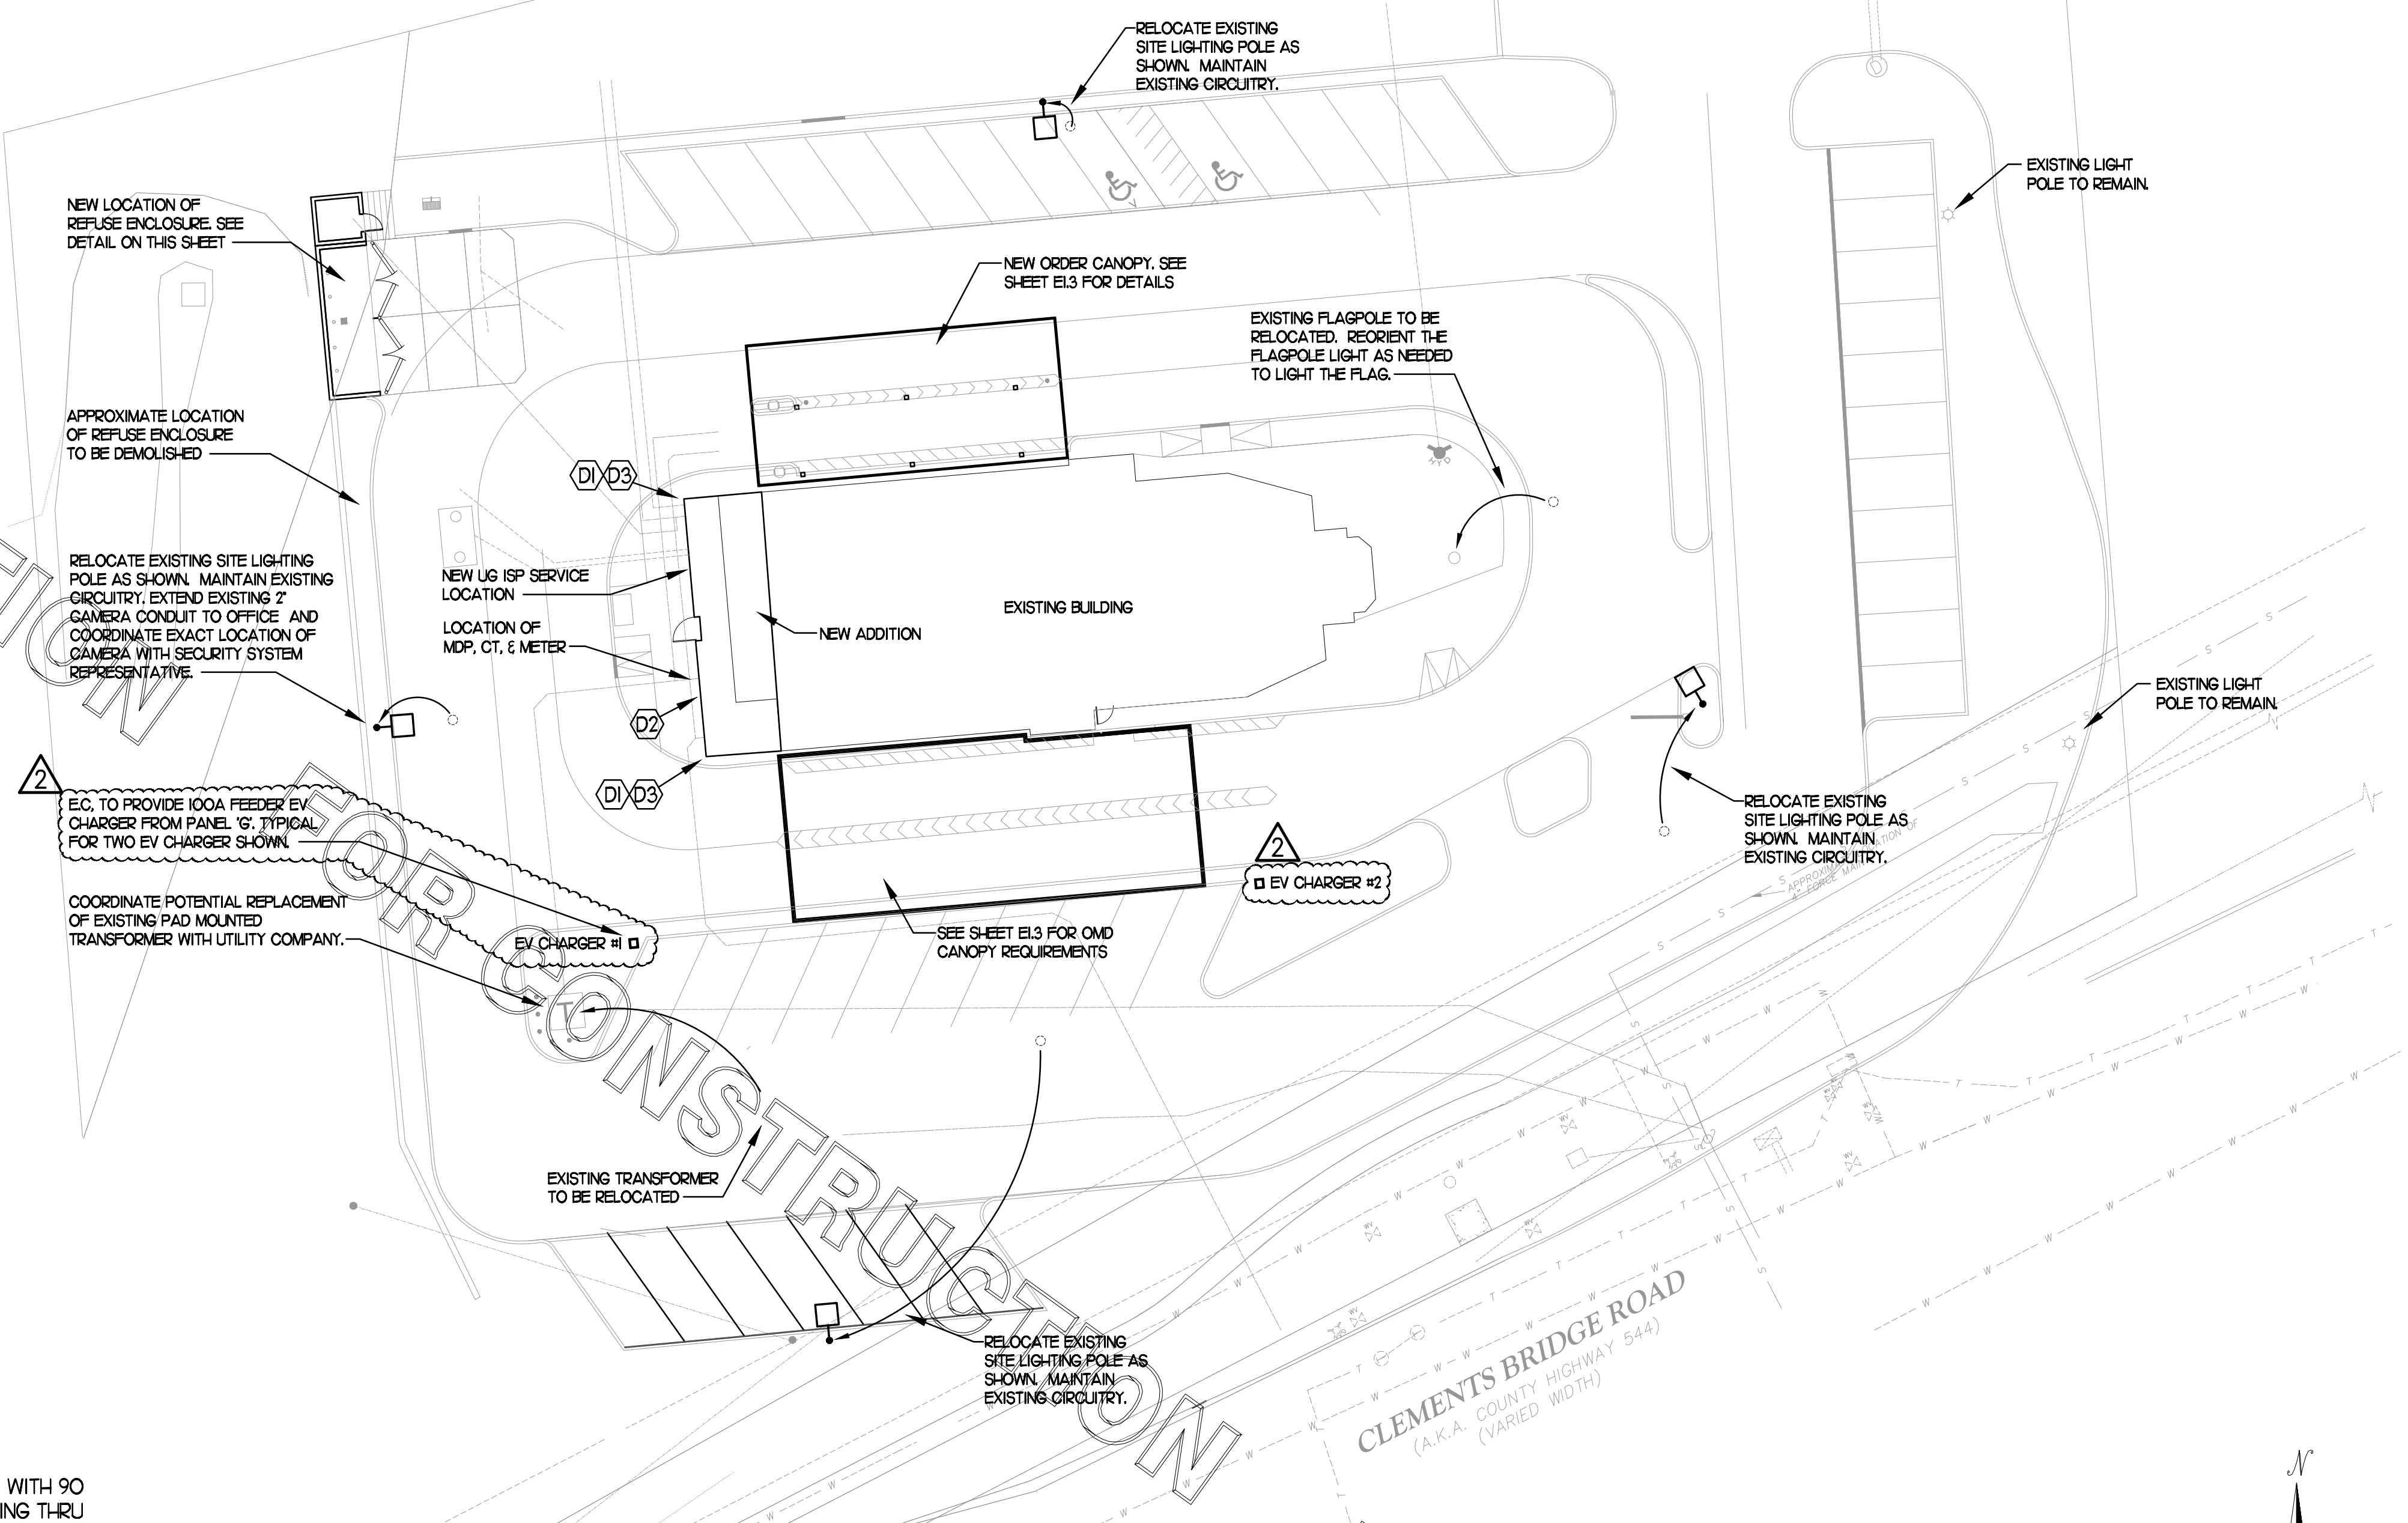 RELOCATE EXISTING
SITE LIGHTING POLE AS
SHOWN. MAINTAIN
EXISTING CIRCUITRY.
EXISTING LIGHT
POLE TO REMAIN.
NEW LOCATION OF
REFUSE ENCLOSURE. SEE
DETAIL ON THIS SHEET
NEW ORDER CANOPY. SEE
SHEET E1.3 FOR DETAILS
EXISTING FLAGPOLE TO BE
RELOCATED. REORIENT THE
FLAGPOLE LIGHT AS NEEDED
TO LIGHT THE FLAG.
APPROXIMATE LOCATION
OF REFUSE ENCLOSURE
TO BE DEMOLISHED
D1 D3
HYD
RELOCATE EXISTING SITE LIGHTING
POLE AS SHOWN. MAINTAIN EXISTING
CIRCUITRY. EXTEND EXISTING 2"
CAMERA CONDUIT TO OFFICE AND
COORDINATE EXACT LOCATION OF
CAMERA WITH SECURITY SYSTEM
REPRESENTATIVE.
NEW UG ISP SERVICE
LOCATION
LOCATION OF
MDP, CT, & METER
NEW ADDITION
EXISTING BUILDING
D2
D1 D3
EXISTING LIGHT
POLE TO REMAIN.
2
E.C. TO PROVIDE 100A FEEDER EV
CHARGER FROM PANEL 'G'. TYPICAL
FOR TWO EV CHARGER SHOWN.
RELOCATE EXISTING
SITE LIGHTING POLE AS
SHOWN. MAINTAIN
EXISTING CIRCUITRY.
APPROXIMATE LOCATION OF
4" FORCE MAIN
2
EV CHARGER #2
COORDINATE POTENTIAL REPLACEMENT
OF EXISTING PAD MOUNTED
TRANSFORMER WITH UTILITY COMPANY.
EV CHARGER #1
SEE SHEET E1.3 FOR OMD
CANOPY REQUIREMENTS
T
EXISTING TRANSFORMER
TO BE RELOCATED
RELOCATE EXISTING
SITE LIGHTING POLE AS
SHOWN. MAINTAIN
EXISTING CIRCUITRY.
FOR CONSTRUCTION
TION
CLEMENTS BRIDGE ROAD
(A.K.A. COUNTY HIGHWAY 544)
(VARIED WIDTH)
WITH 90
ING THRU
N